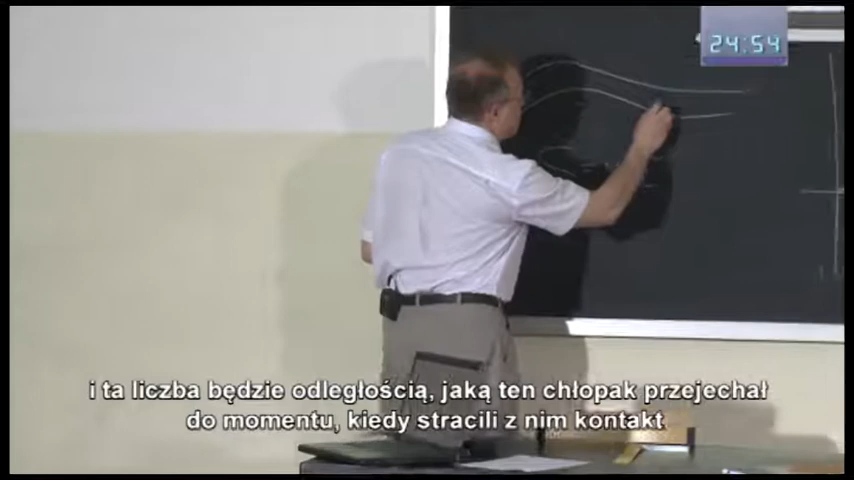 24:54
i ta liczba będzie odległością, jaką ten chłopak przejechał
do momentu, kiedy stracili z nim kontakt